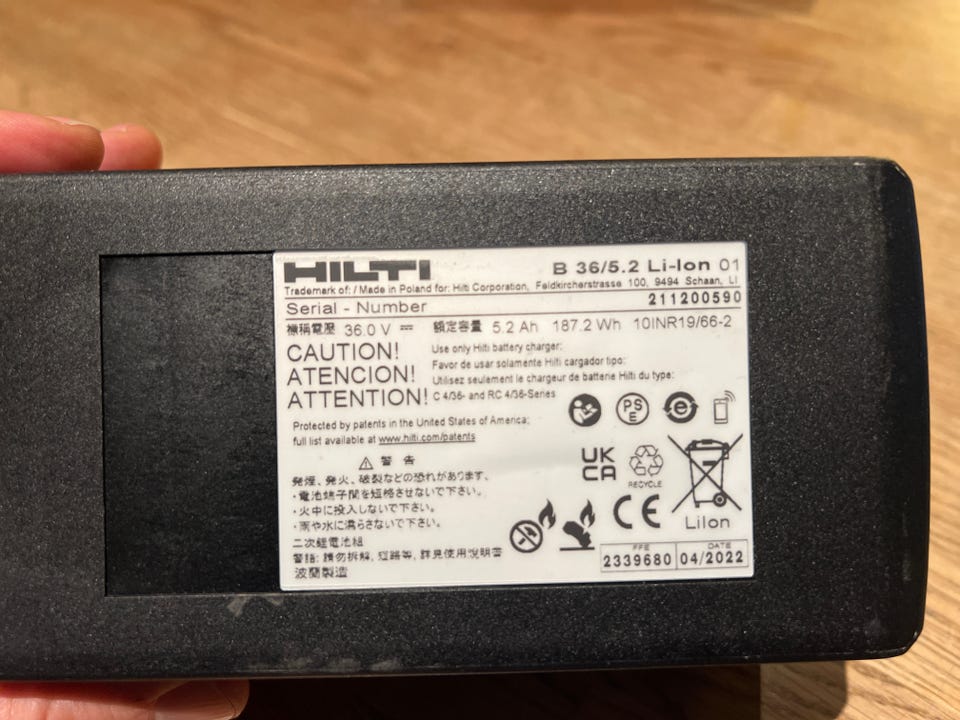 HILTI
B 36/5.2 Li-Ion 01
Trademark of: / Made in Poland for: Hilti Corporation, Feldkircherstrasse 100, 9494 Schaan, LI
Serial - Number 211200590
標稱電壓 36.0 V 額定容量 5.2 Ah 187.2 Wh 10INR19/66-2
CAUTION!
ATENCION!
ATTENTION!
Use only Hilti battery charger:
Favor de usar solamente Hilti cargador tipo:
Utilisez seulement le chargeur de batterie Hilti du type:
C 4/36- and RC 4/36-Series
PS
E
e
Protected by patents in the United States of America;
full list available at www.hilti.com/patents
警告
発煙、発火、破裂などの恐れがあります。
・電池端子間を短絡させないで下さい。
・火中に投入しないで下さい。
・雨や水に濡らさないで下さい。
二次鋰電池組
警語: 請勿拆解, 短路等, 詳見使用說明書
波蘭製造
UK
CA
RECYCLE
CE
LiIon
FFE
2339680
DATE
04/2022